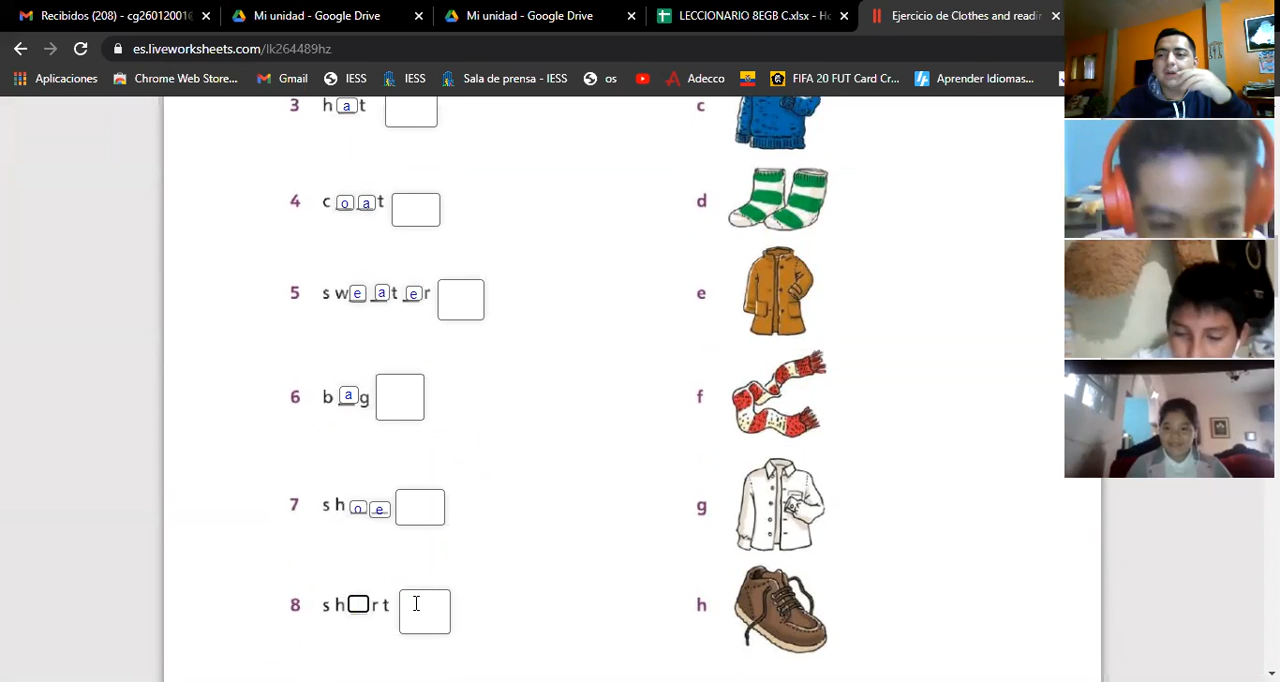 Recibidos (208) - cg26012001@
Mi unidad - Google Drive
Mi unidad - Google Drive
LECCIONARIO 8EGB C.xlsx - Ho
Ejercicio de Clothes and readin
es.liveworksheets.com/lk264489hz
Aplicaciones
Chrome Web Store...
Gmail
IESS
IESS
Sala de prensa - IESS
os
Adecco
FIFA 20 FUT Card Cr...
Aprender Idiomas...
3 h a t
c
4 c o a t
d
5 s w e a t e r
e
6 b a g
f
7 s h o e
g
8 s h r t
h